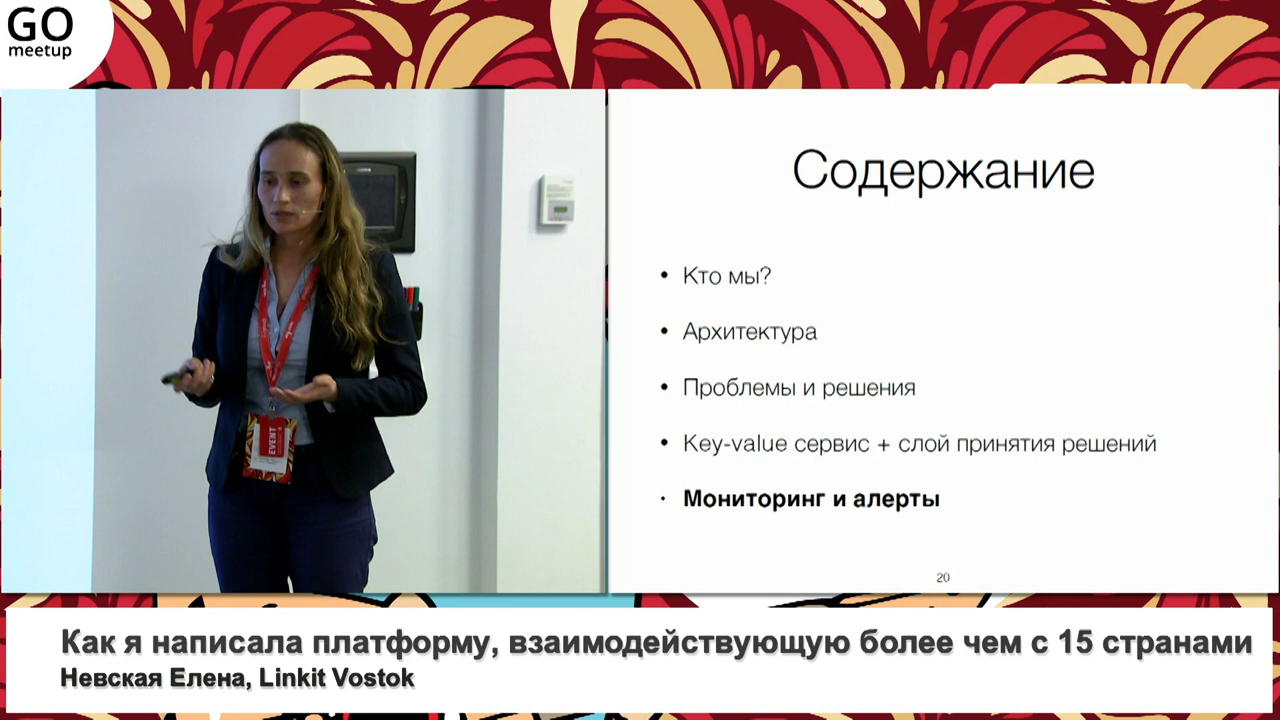 GO
meetup
Содержание
• Кто мы?
• Архитектура
• Проблемы и решения
• Key-value сервис + слой принятия решений
• Мониторинг и алерты
20
EVENT
Как я написала платформу, взаимодействующую более чем с 15 странами
Невская Елена, Linkit Vostok